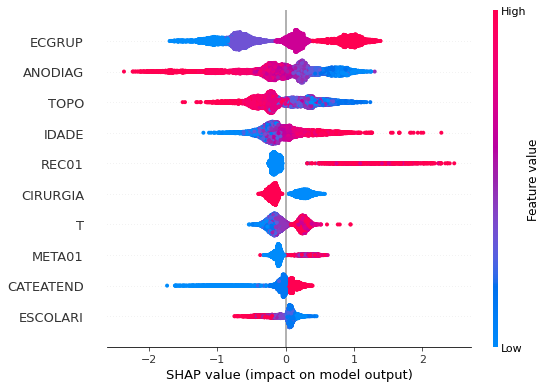 High
ECGRUP
ANODIAG
TOPO
IDADE
REC01
CIRURGIA
T
META01
CATEATEND
ESCOLARI
Feature value
Low
−2 −1 0 1 2
SHAP value (impact on model output)